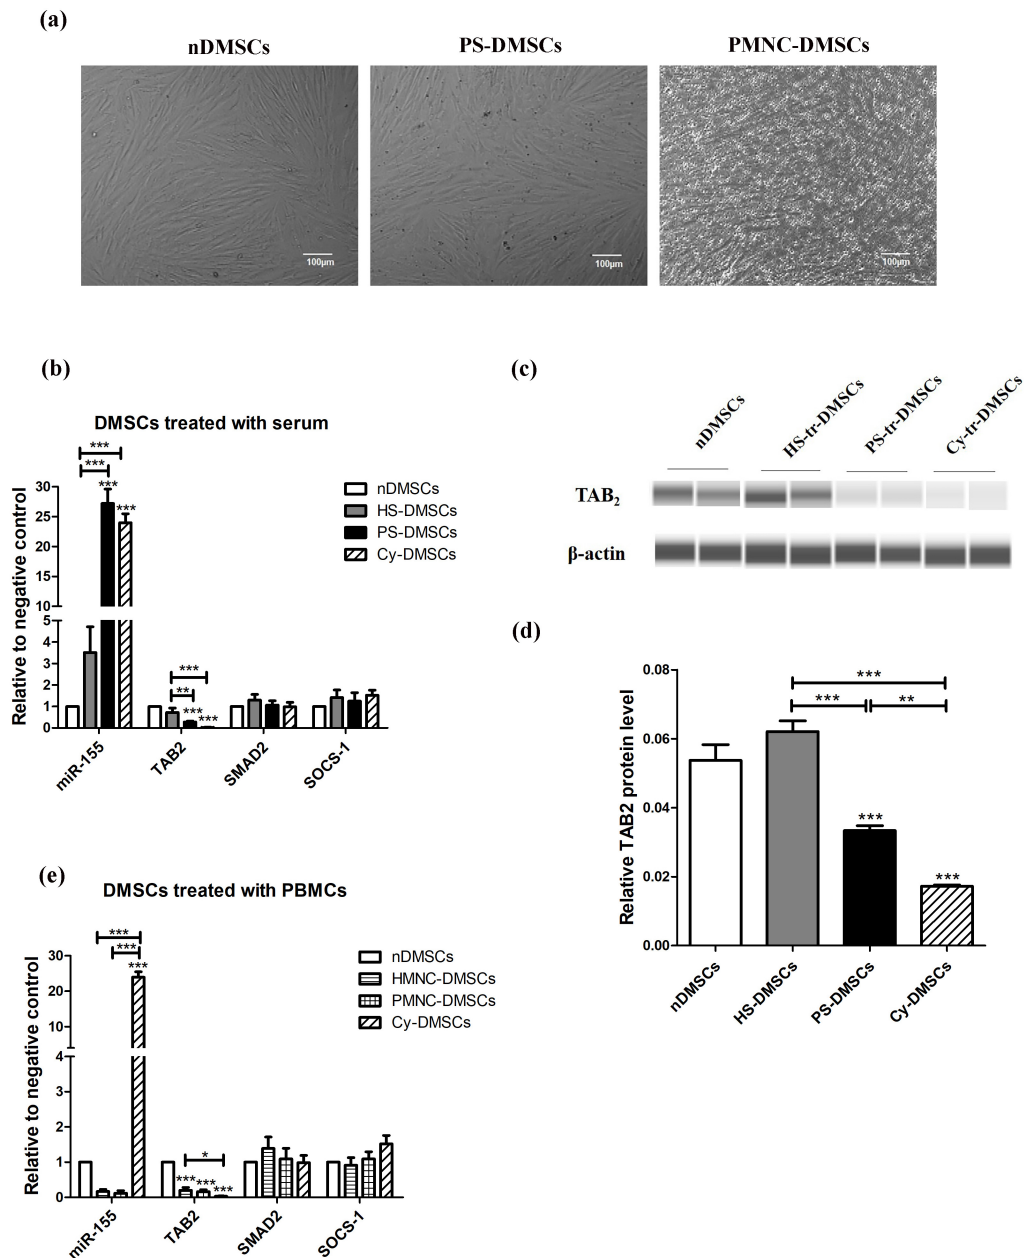 (a)
nDMSCs
PS-DMSCs
PMNC-DMSCs
100μm
100μm
100μm
(b)
DMSCs treated with serum
***
***
***
***
Relative to negative control
30
25
20
15
10
5
4
3
2
1
0
***
**
***
***
miR-155
TAB2
SMAD2
SOCS-1
nDMSCs
HS-DMSCs
PS-DMSCs
Cy-DMSCs
(c)
nDMSCs
HS-tr-DMSCs
PS-tr-DMSCs
Cy-tr-DMSCs
TAB₂
β-actin
(d)
Relative TAB2 protein level
0.08
0.06
0.04
0.02
0.00
***
***
**
***
***
nDMSCs
HS-DMSCs
PS-DMSCs
Cy-DMSCs
(e)
DMSCs treated with PBMCs
***
***
***
Relative to negative control
30
20
10
4
2
1
0
*
***
***
***
miR-155
TAB2
SMAD2
SOCS-1
nDMSCs
HMNC-DMSCs
PMNC-DMSCs
Cy-DMSCs